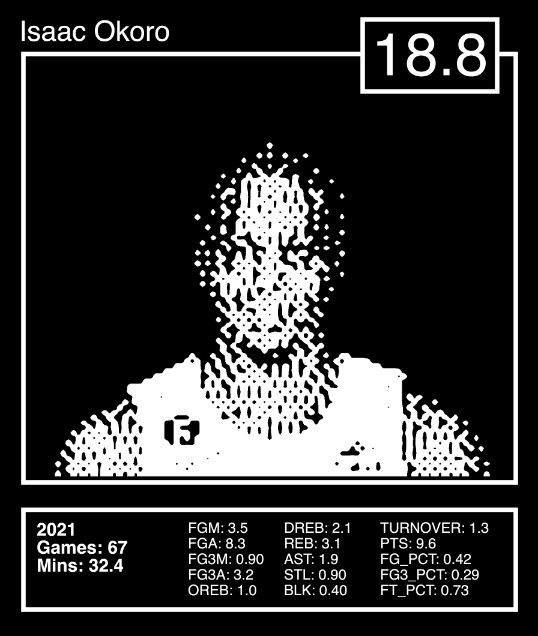 Isaac Okoro
18.8
2021
Games: 67
Mins: 32.4
FGM: 3.5
FGA: 8.3
FG3M: 0.90
FG3A: 3.2
OREB: 1.0
DREB: 2.1
REB: 3.1
AST: 1.9
STL: 0.90
BLK: 0.40
TURNOVER: 1.3
PTS: 9.6
FG_PCT: 0.42
FG3_PCT: 0.29
FT_PCT: 0.73